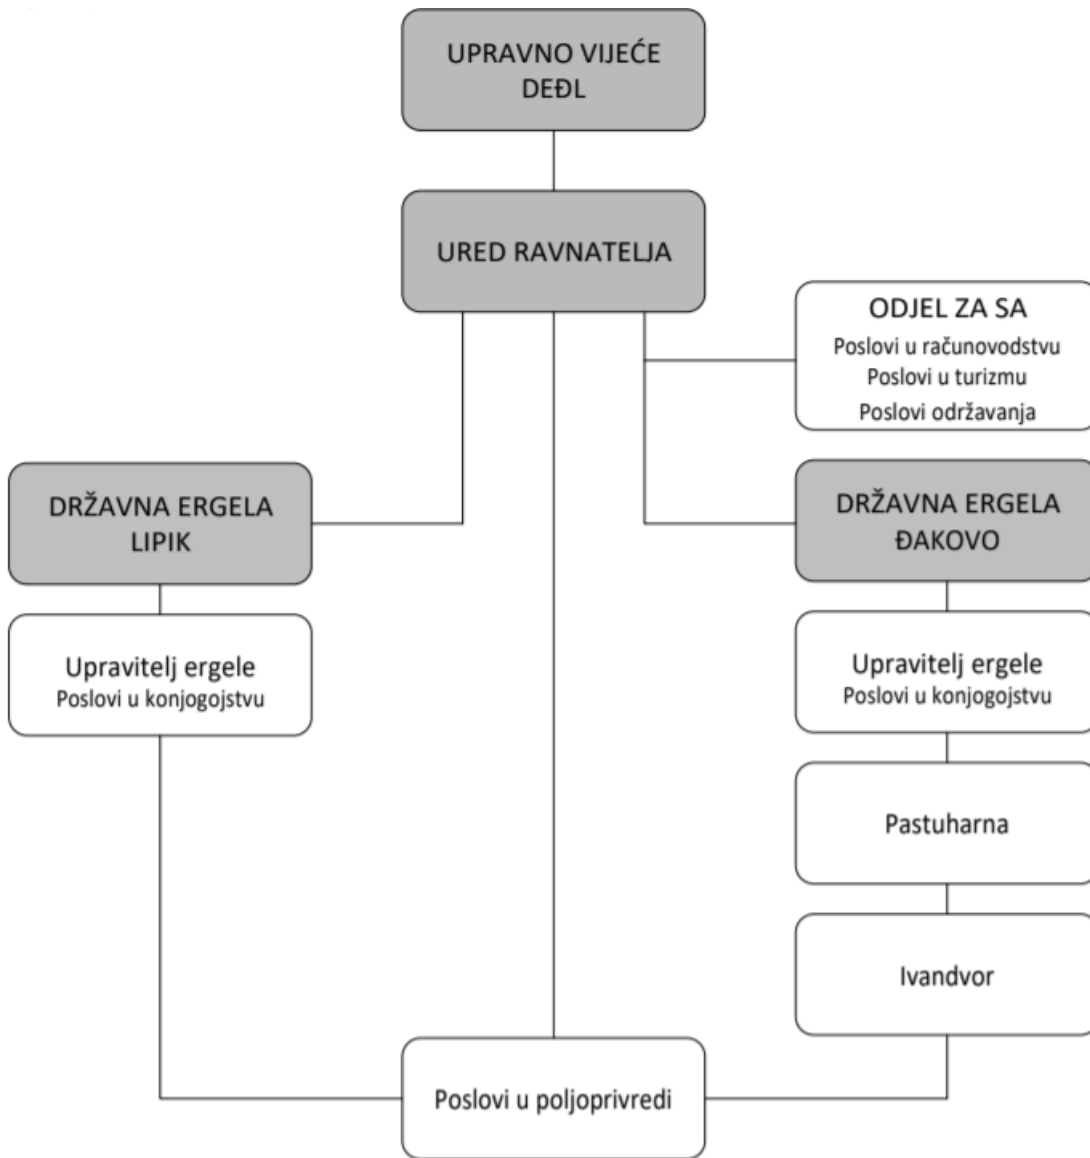 UPRAVNO VIJEĆE
DEĐL
URED RAVNATELJA
ODJEL ZA SA
Poslovi u računovodstvu
Poslovi u turizmu
Poslovi održavanja
DRŽAVNA ERGELA
LIPIK
DRŽAVNA ERGELA
ĐAKOVO
Upravitelj ergele
Poslovi u konjogojstvu
Upravitelj ergele
Poslovi u konjogojstvu
Pastuharna
Ivandvor
Poslovi u poljoprivredi